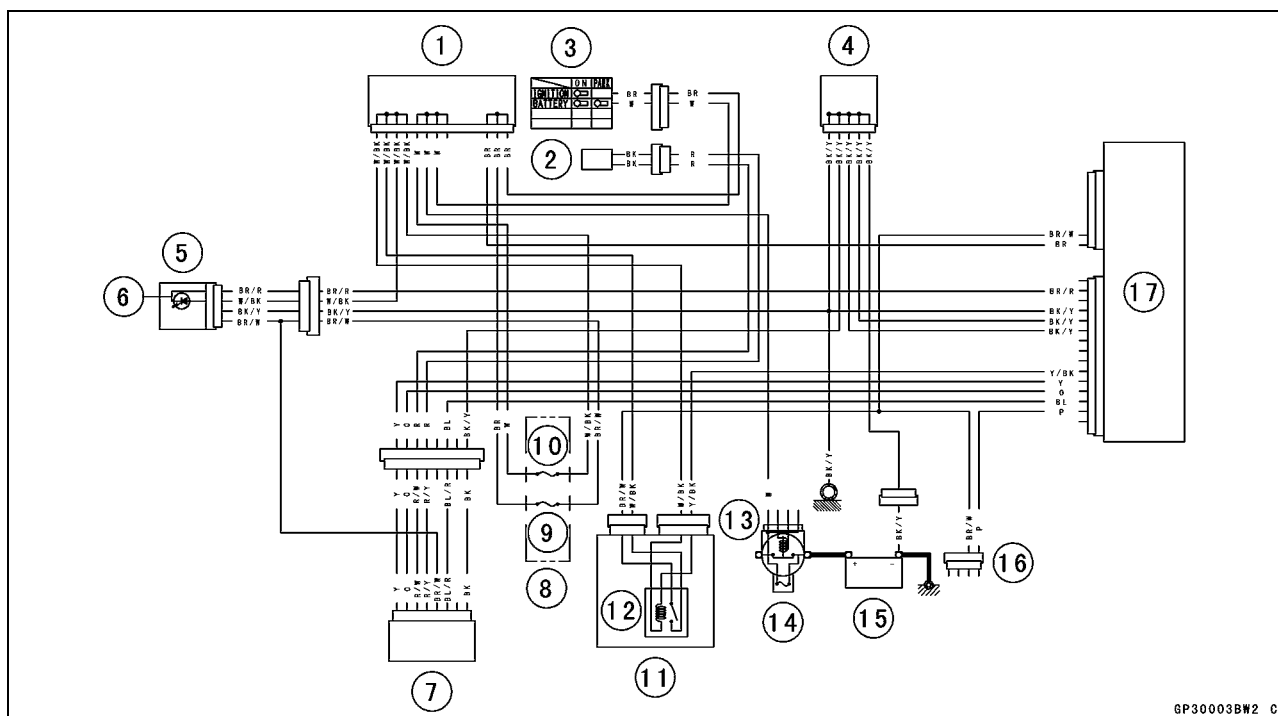 1
3
4
ON PARK
IGNITION
BATTERY
BR BR
W W
2
BK R
BK R
W/BK W/BK W/BK W/BK W W W BR BR BR
BK/Y BK/Y BK/Y BK/Y BK/Y
BR/W
BR
5
6
17
BR/R BR/R BR/R
W/BK W/BK
BK/Y BK/Y BK/Y
BR/W BR/W BK/Y
BK/Y
Y/BK
Y
O
BL
P
Y O R R BL BK/Y BR W W/BK BR/W
10
9
8
BK/Y
BR/W W/BK W/BK Y/BK W
13
BK/Y
BR/W P
16
Y O R/W R/Y BL/R BK
+ -
12
14
15
Y O R/W R/Y BR/W BL/R BK
11
7
GP30003BW2 C